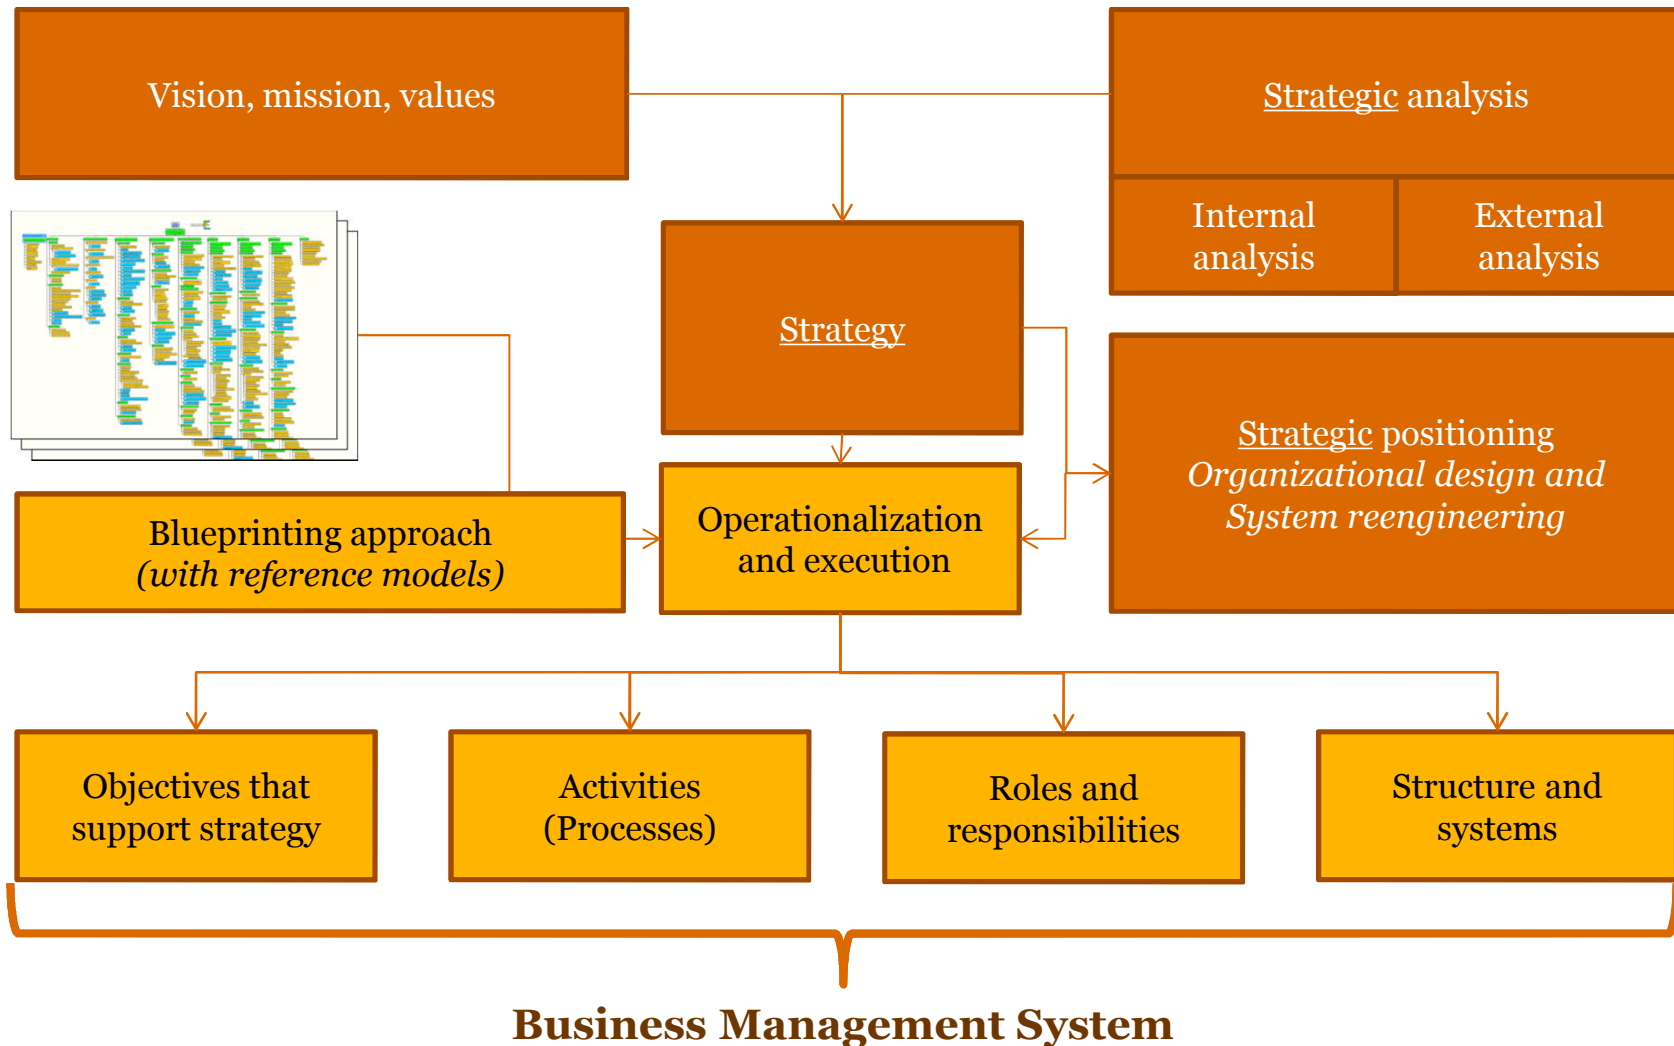 Vision, mission, values
Strategic analysis
Internal
analysis
External
analysis
Strategy
Strategic positioning
Organizational design and
System reengineering
Blueprinting approach
(with reference models)
Operationalization
and execution
Objectives that
support strategy
Activities
(Processes)
Roles and
responsibilities
Structure and
systems
Business Management System